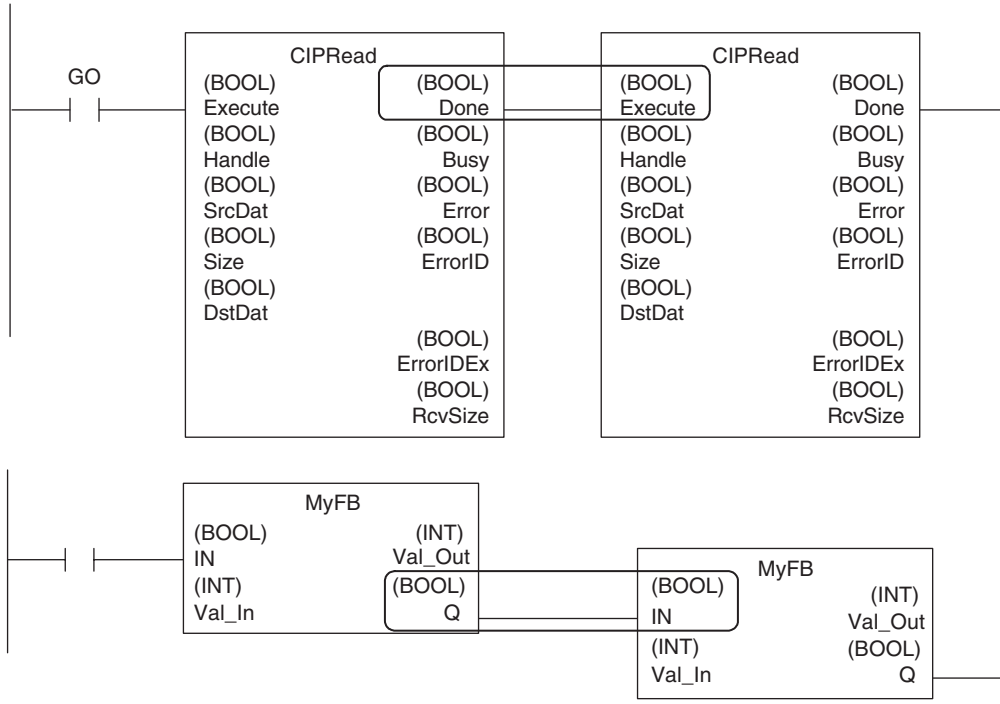 CIPRead CIPRead
GO
(BOOL) (BOOL) (BOOL) (BOOL)
Execute Done Execute Done
(BOOL) (BOOL) (BOOL) (BOOL)
Handle Busy Handle Busy
(BOOL) (BOOL) (BOOL) (BOOL)
SrcDat Error SrcDat Error
(BOOL) (BOOL) (BOOL) (BOOL)
Size ErrorID Size ErrorID
(BOOL) (BOOL)
DstDat DstDat
(BOOL) (BOOL)
ErrorIDEx ErrorIDEx
(BOOL) (BOOL)
RcvSize RcvSize
MyFB
(BOOL) (INT)
IN Val_Out
(INT) (BOOL)
Val_In Q
MyFB
(BOOL) (INT)
IN Val_Out
(INT) (BOOL)
Val_In Q